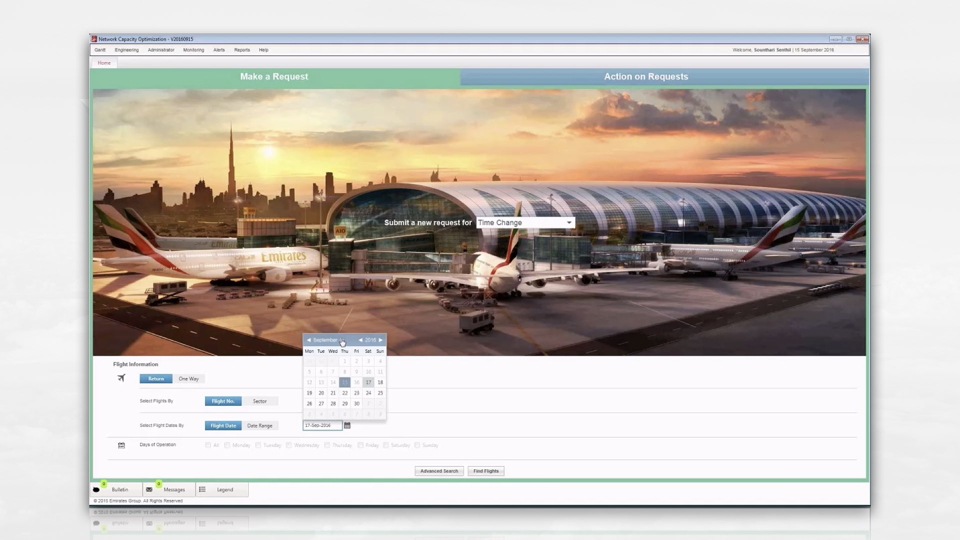 Network Capacity Optimization - V20160915
Gantt Engineering Administrator Monitoring Alerts Reports Help
Welcome, | 15 September 2016
Home
Make a Request
Action on Requests
Submit a new request for Time Change
Emirates
September
2016
Mon Tue Wed Thu Fri Sat Sun
1 2 3 4
5 6 7 8 9 10 11
12 13 14 15 16 17 18
19 20 21 22 23 24 25
26 27 28 29 30 1 2
3 4 5 6 7 8 9
Flight Information
Return One Way
Select Flights By Flight No. Sector
Select Flight Dates By Flight Date Date Range 17-Sep-2016
Days of Operation All Monday Tuesday Wednesday Thursday Friday Saturday Sunday
Advanced Search Find Flights
Bulletin Messages Legend
Emirates Group. All Rights Reserved